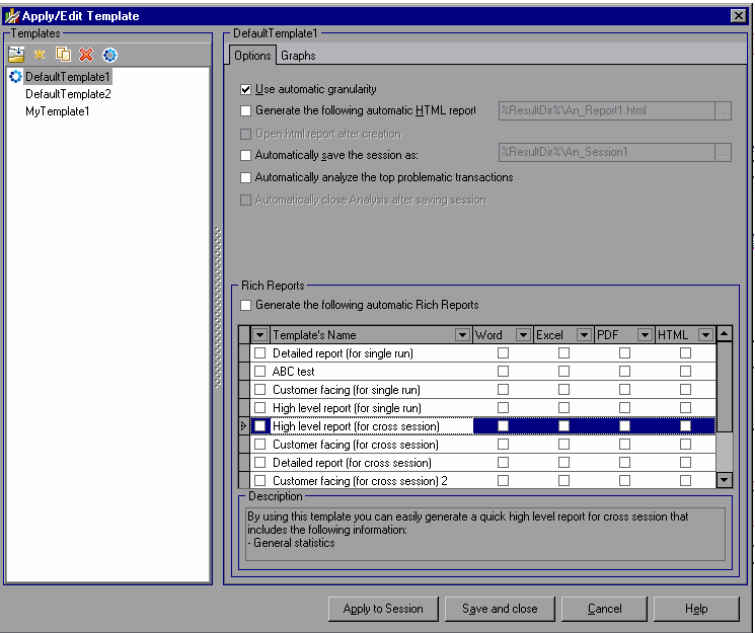 Apply/Edit Template
Templates
DefaultTemplate1
DefaultTemplate2
MyTemplate1
DefaultTemplate1
Options Graphs
Use automatic granularity
Generate the following automatic HTML report %ResultDir%\An_Report1.html ...
Open html report after creation
Automatically save the session as: %ResultDir%\An_Session1 ...
Automatically analyze the top problematic transactions
Automatically close Analysis after saving session
Rich Reports
Generate the following automatic Rich Reports
Template's Name Word Excel PDF HTML
Detailed report (for single run)
ABC test
Customer facing (for single run)
High level report (for single run)
High level report (for cross session)
Customer facing (for cross session)
Detailed report (for cross session)
Customer facing (for cross session) 2
Description
By using this template you can easily generate a quick high level report for cross session that
includes the following information:
- General statistics
Apply to Session Save and close Cancel Help